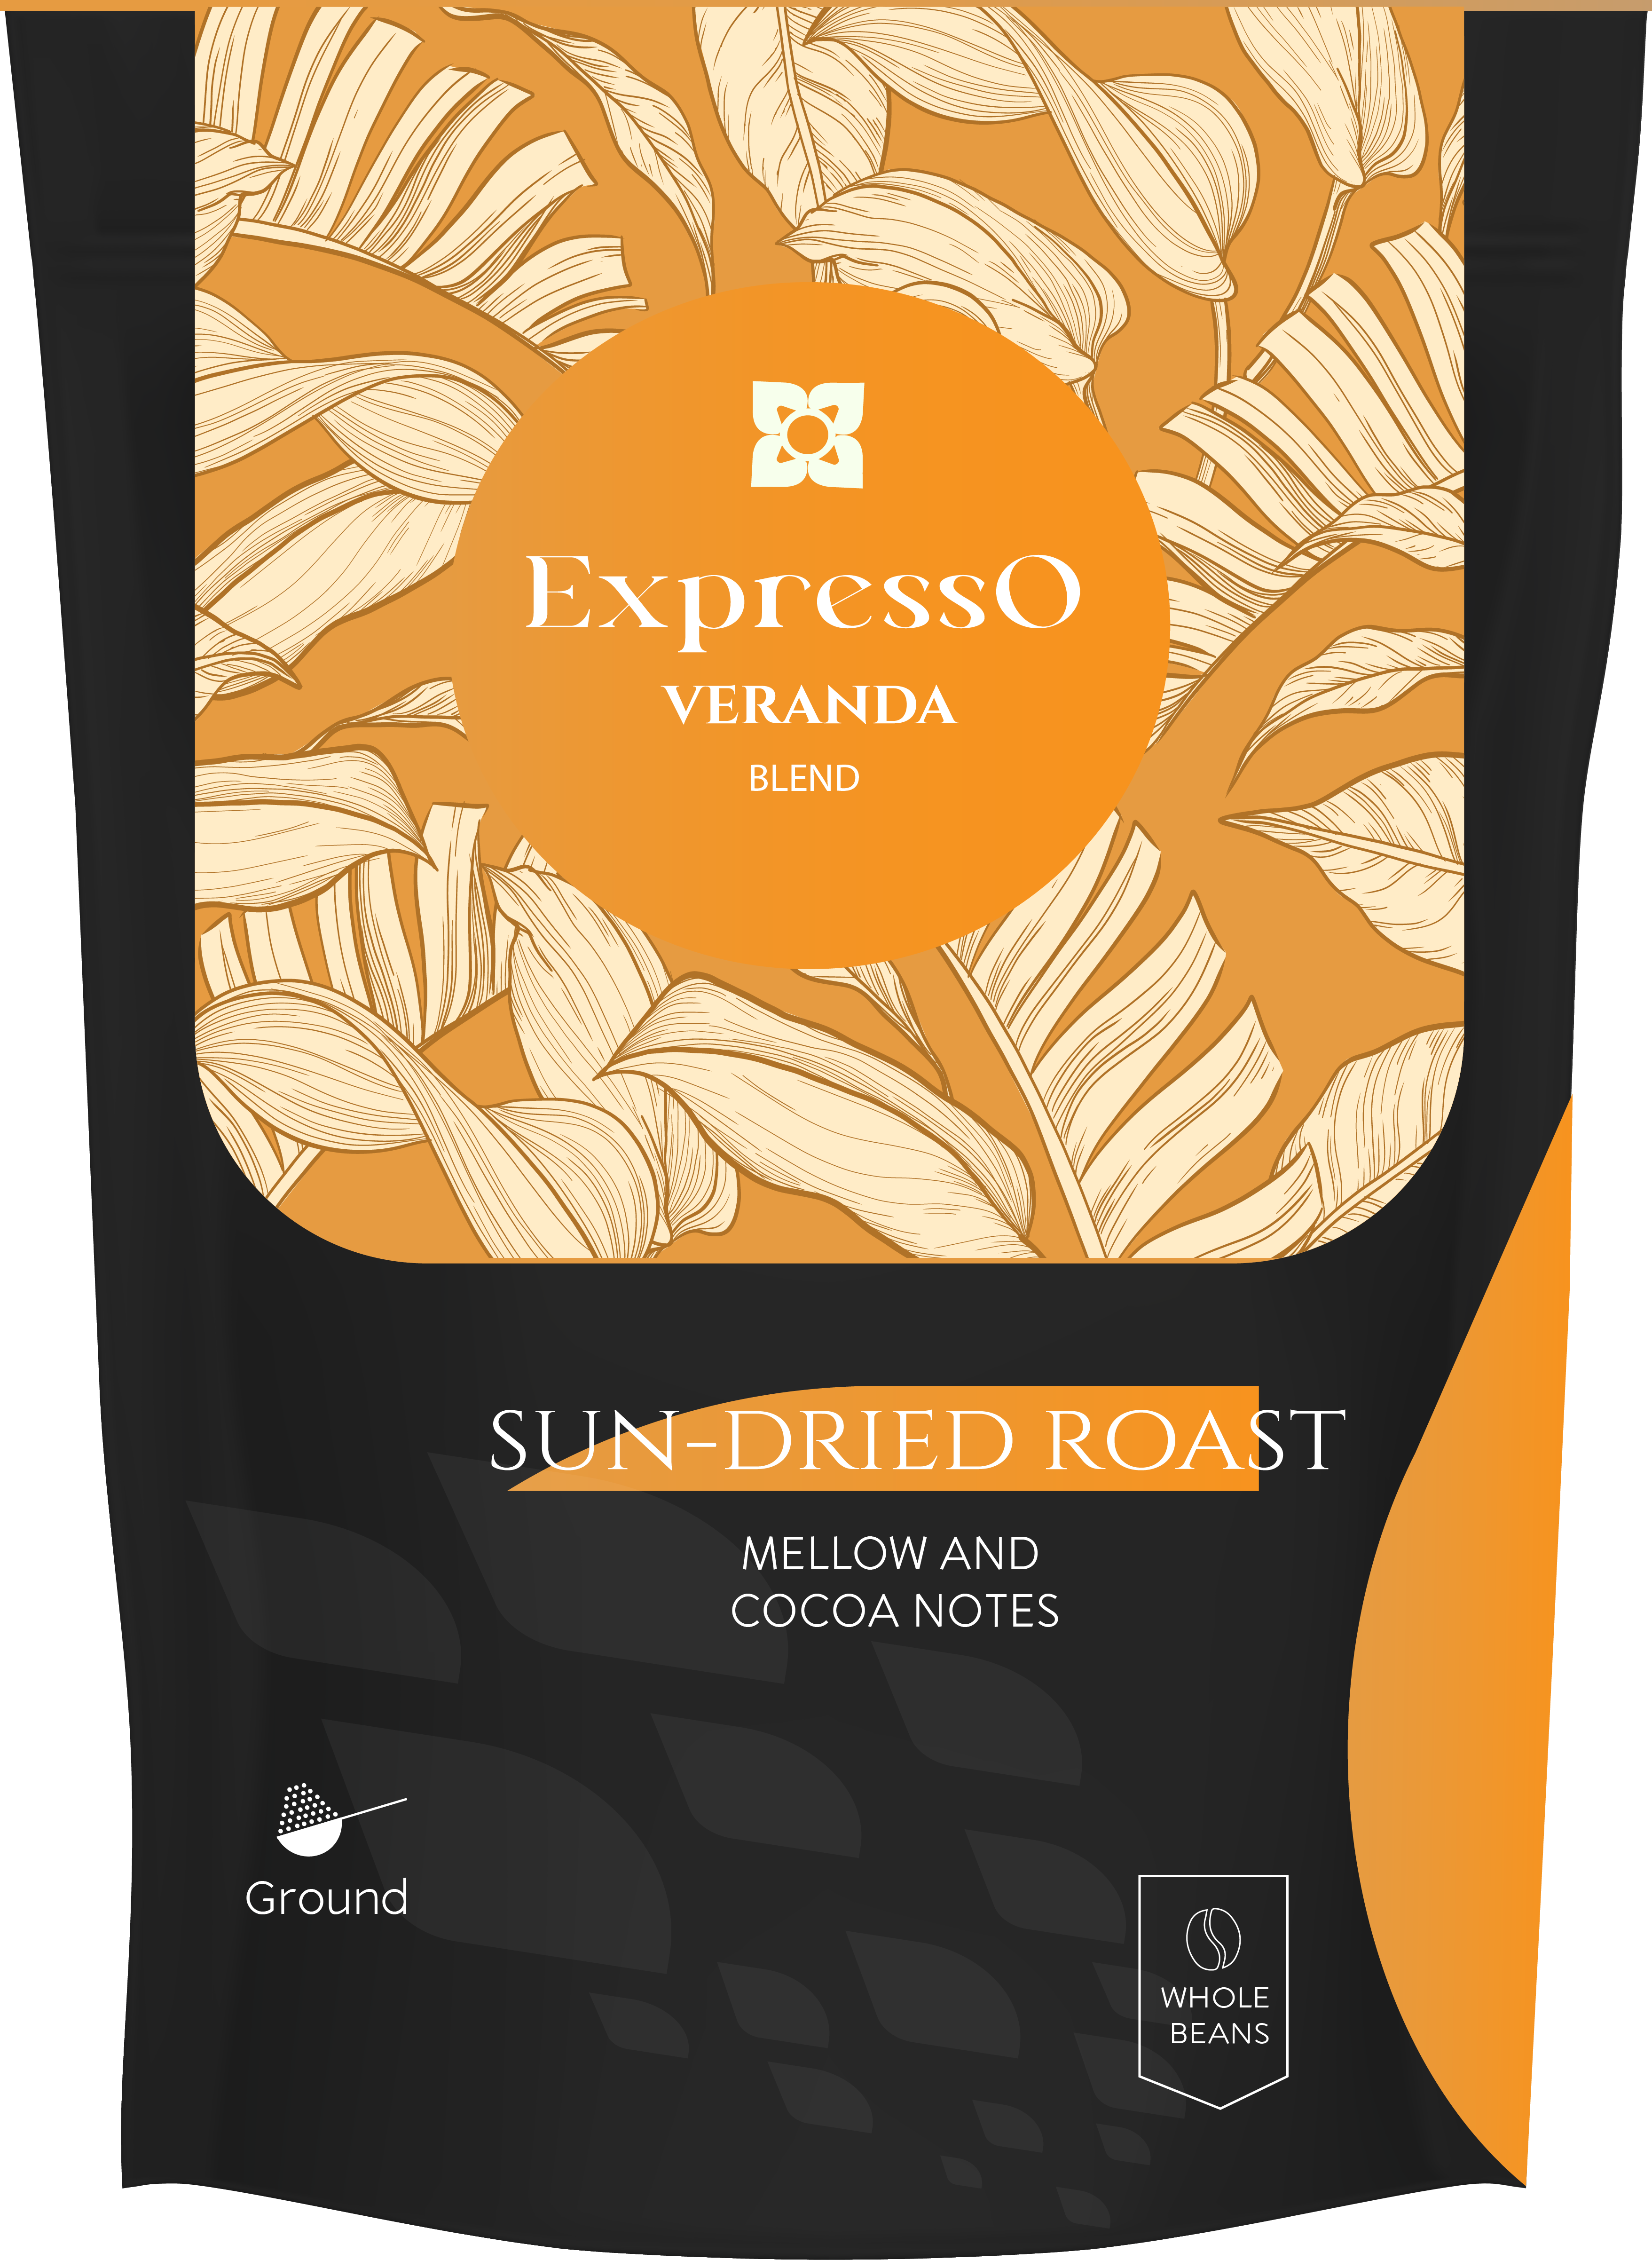 ExpressO
VERANDA
BLEND
SUN-DRIED ROAST
MELLOW AND
COCOA NOTES
Ground
WHOLE
BEANS